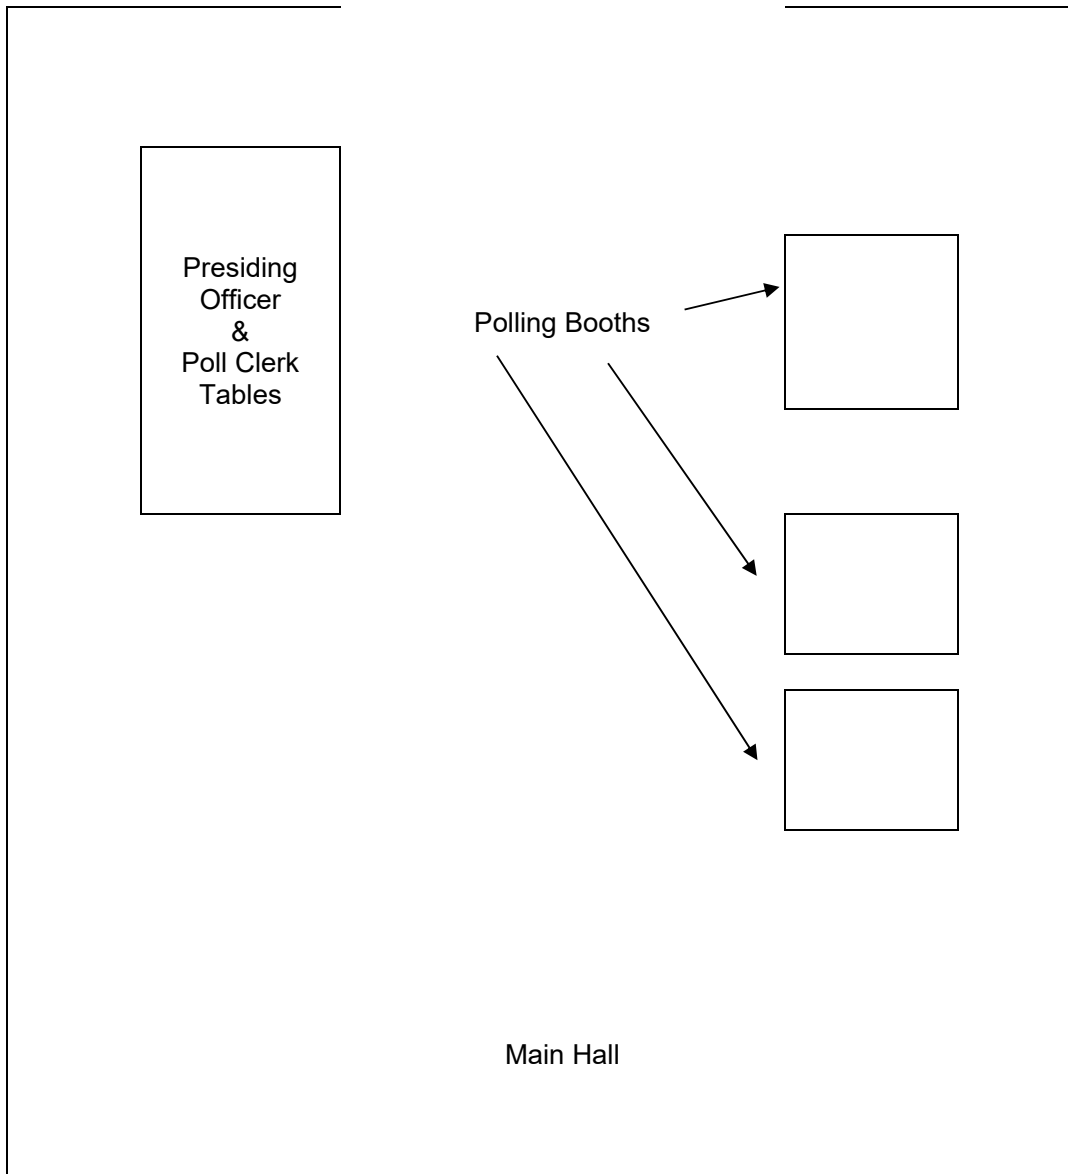 Presiding
Officer
&
Poll Clerk
Tables
Polling Booths
Main Hall